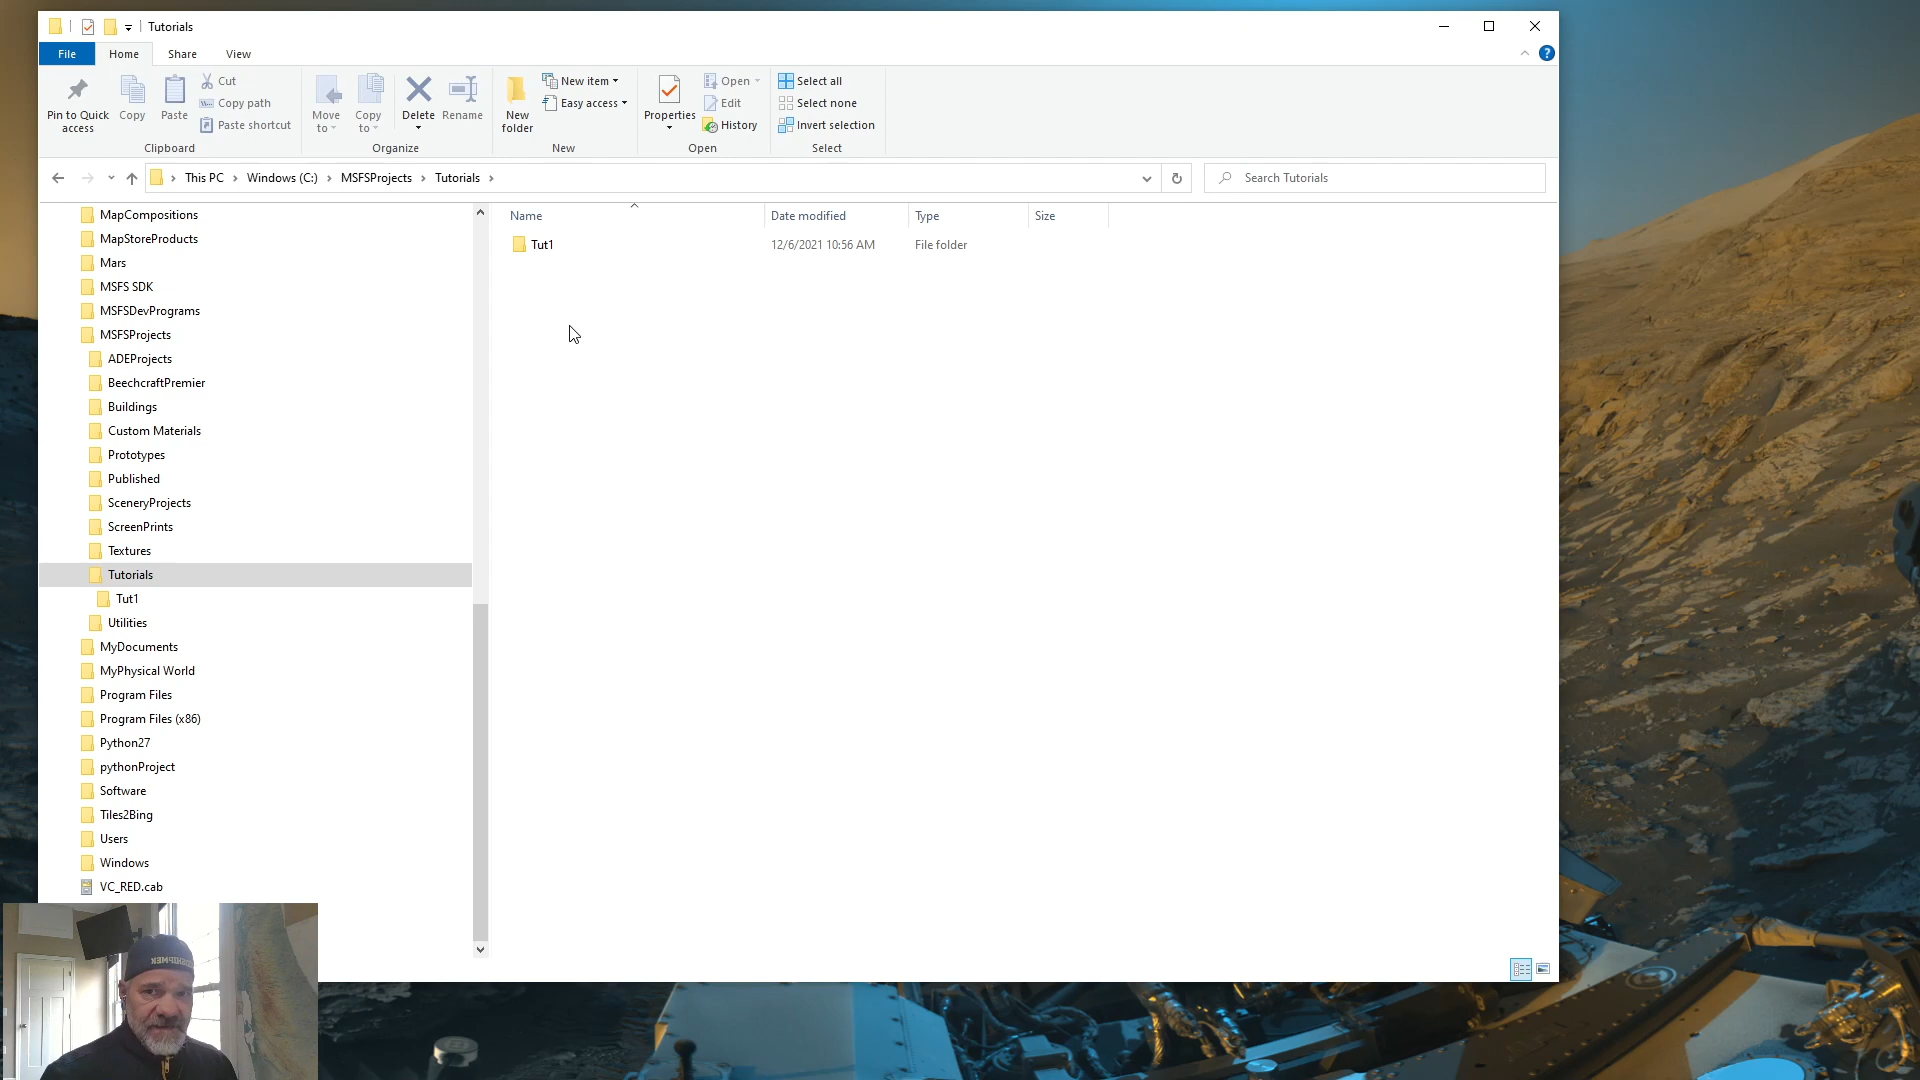 Tutorials
File
Home
Share
View
Pin to Quick access
Copy
Paste
Cut
Copy path
Paste shortcut
Clipboard
Move to
Copy to
Delete
Rename
Organize
New folder
New item
Easy access
New
Properties
Open
Edit
History
Open
Select all
Select none
Invert selection
Select
This PC
Windows (C:)
MSFSProjects
Tutorials
Search Tutorials
Name
Date modified
Type
Size
Tut1
12/6/2021 10:56 AM
File folder
MapCompositions
MapStoreProducts
Mars
MSFS SDK
MSFSDevPrograms
MSFSProjects
ADEProjects
BeechcraftPremier
Buildings
Custom Materials
Prototypes
Published
SceneryProjects
ScreenPrints
Textures
Tutorials
Tut1
Utilities
MyDocuments
MyPhysical World
Program Files
Program Files (x86)
Python27
pythonProject
Software
Tiles2Bing
Users
Windows
VC_RED.cab